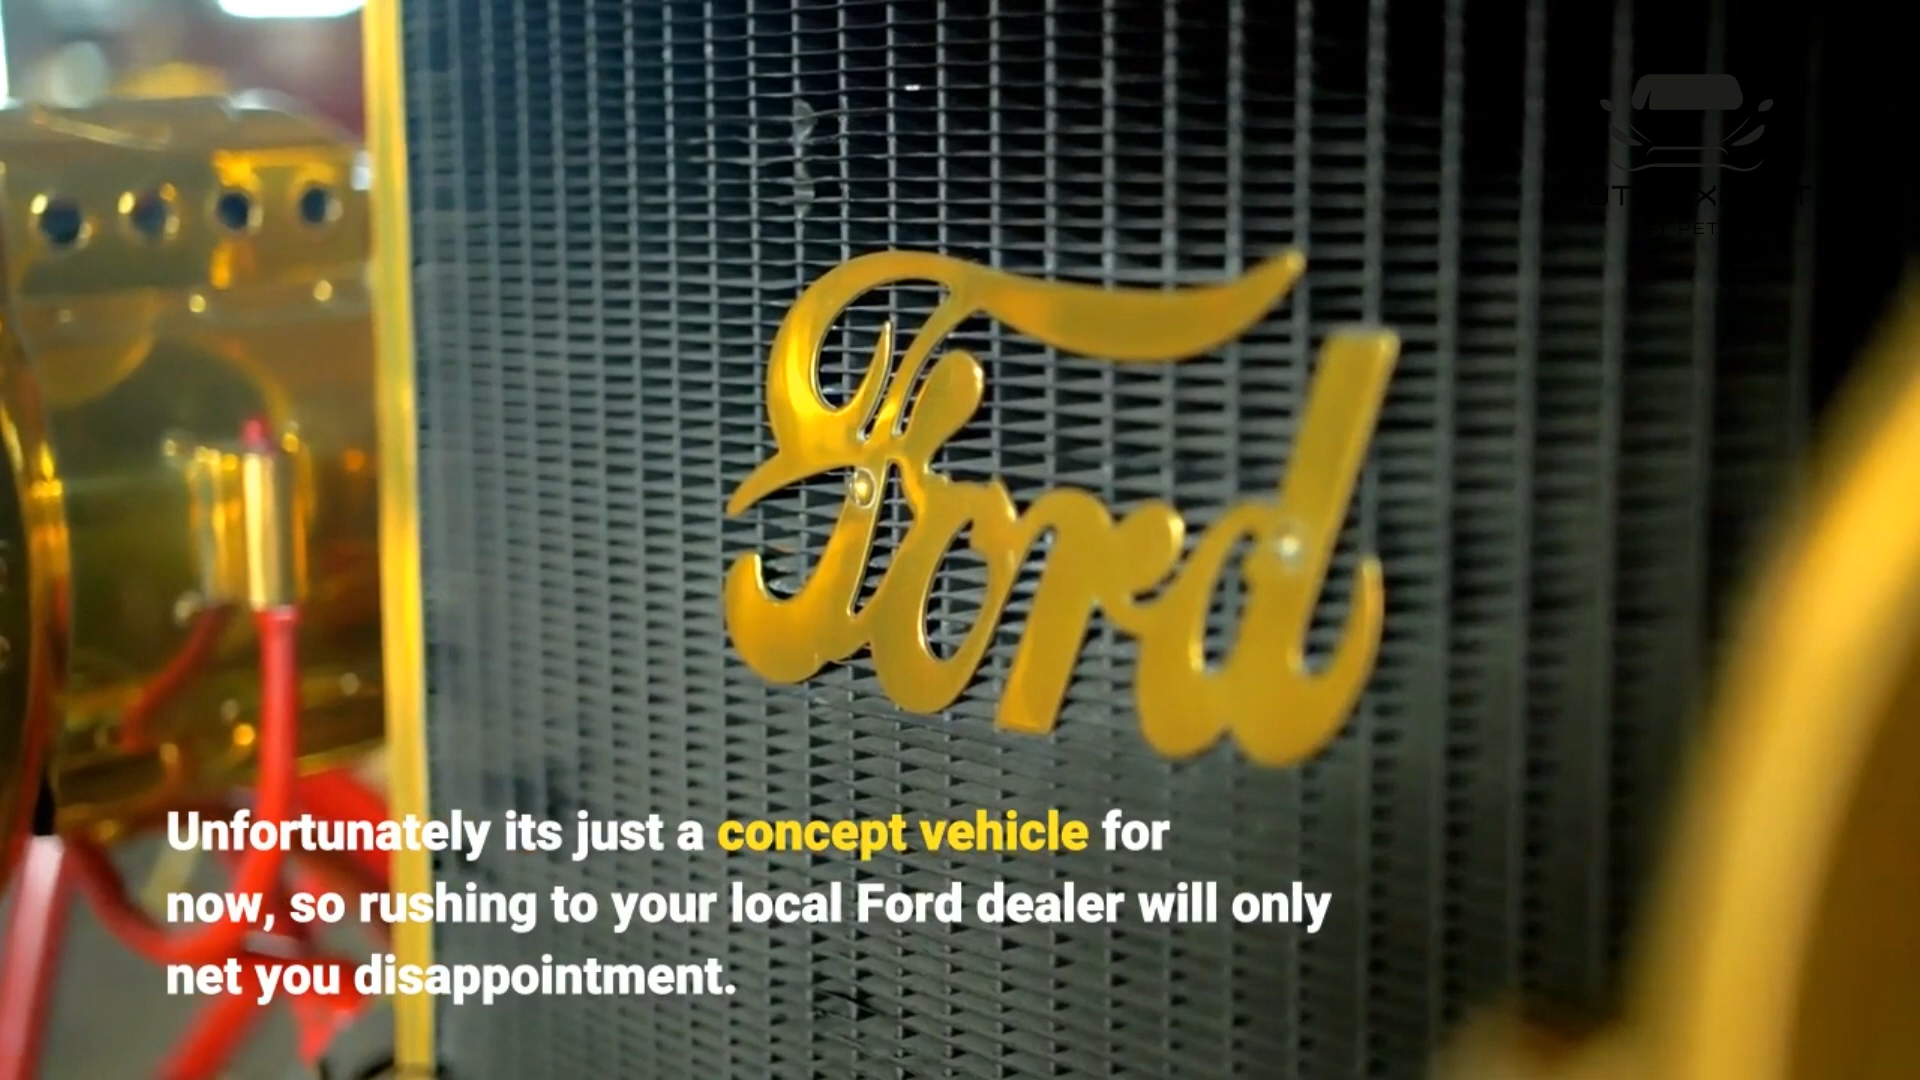 Ford
Unfortunately its just a concept vehicle for
now, so rushing to your local Ford dealer will only
net you disappointment.